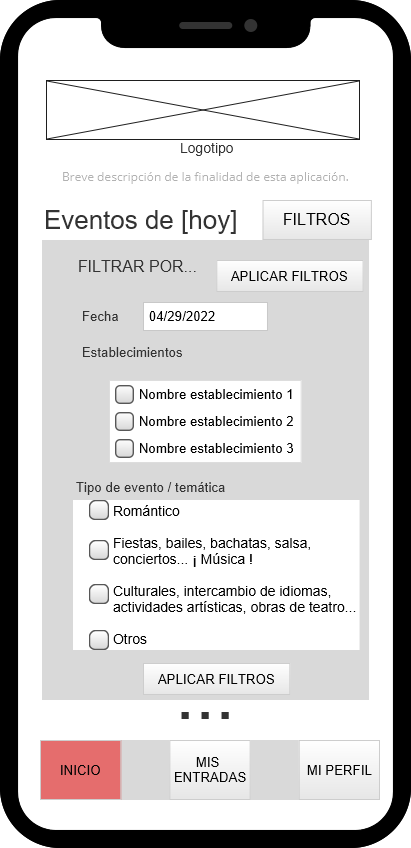 Logotipo
Breve descripción de la finalidad de esta aplicación.
Eventos de [hoy]
FILTROS
FILTRAR POR...
APLICAR FILTROS
Fecha
04/29/2022
Establecimientos
Nombre establecimiento 1
Nombre establecimiento 2
Nombre establecimiento 3
Tipo de evento / temática
Romántico
Fiestas, bailes, bachatas, salsa,
conciertos... ¡ Música !
Culturales, intercambio de idiomas,
actividades artísticas, obras de teatro...
Otros
APLICAR FILTROS
INICIO
MIS
ENTRADAS
MI PERFIL